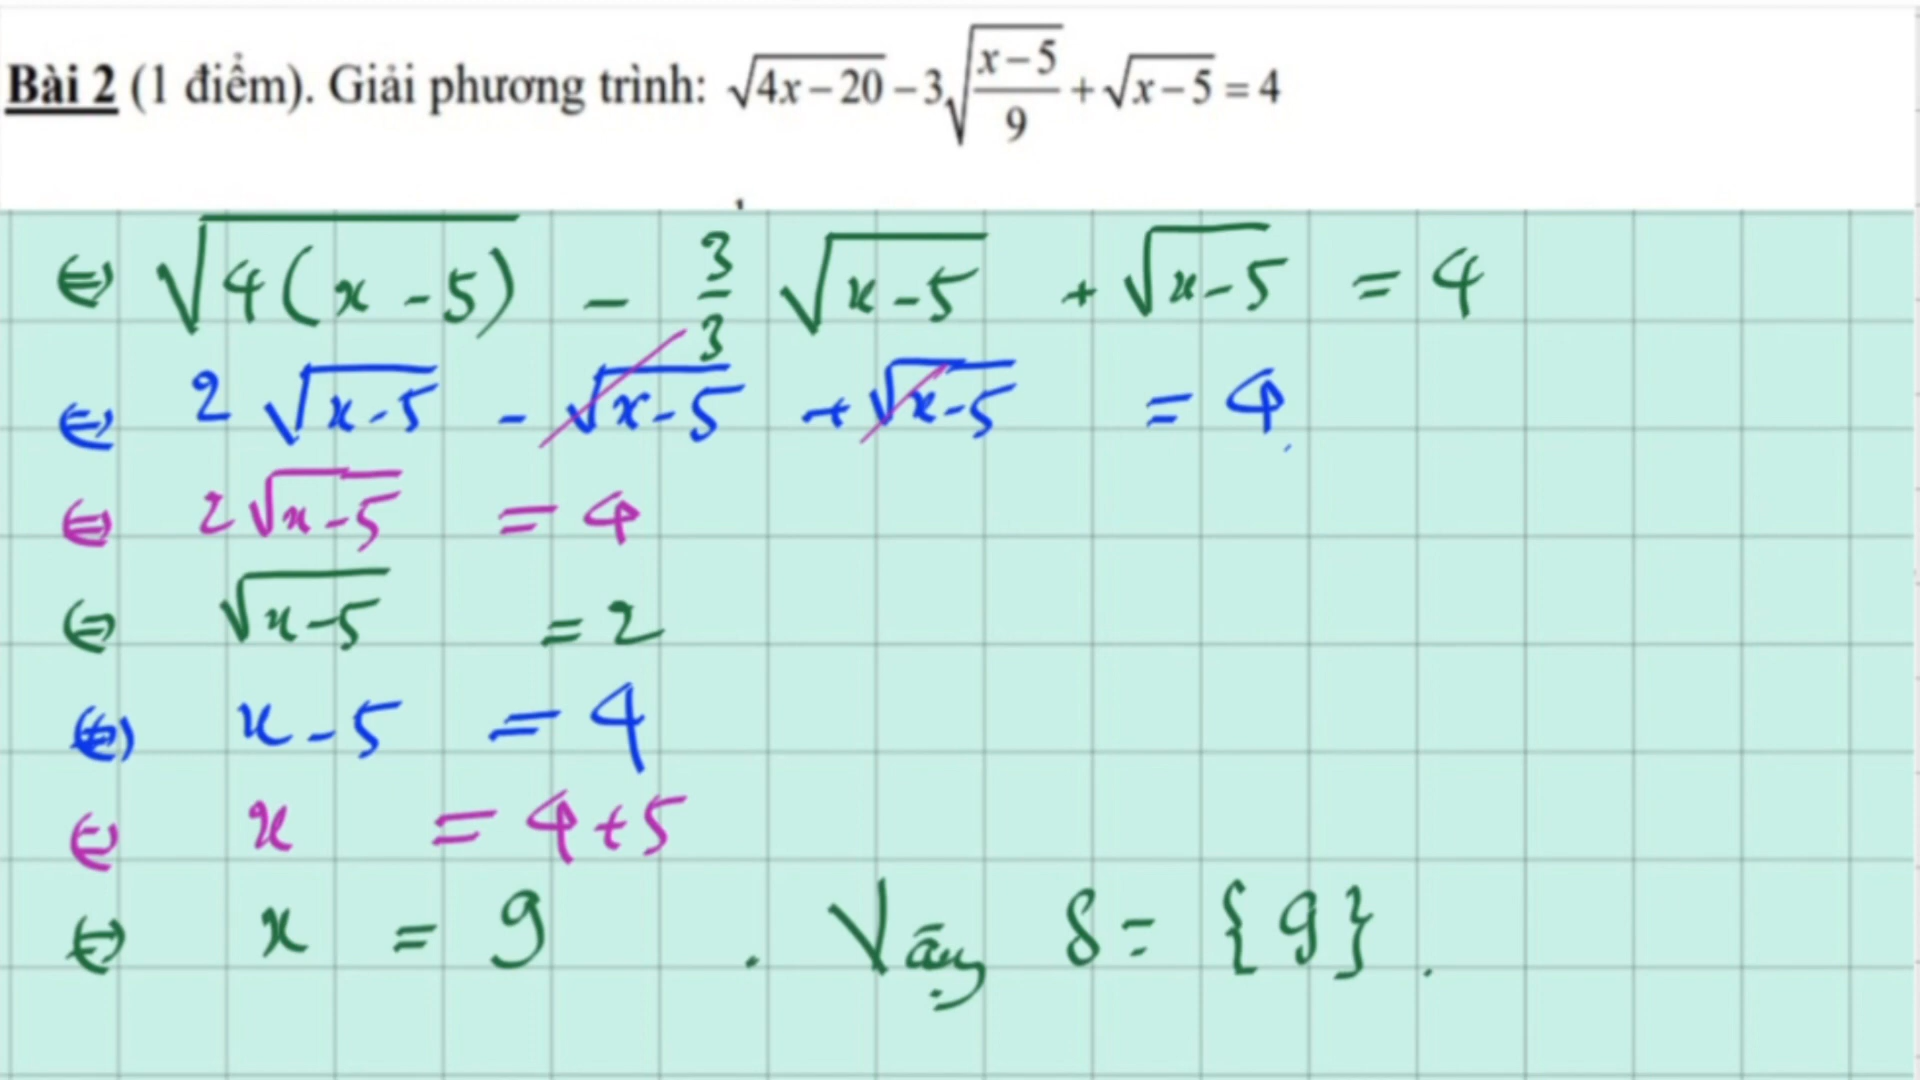 Bài 2 (1 điểm). Giải phương trình: √(4x − 20) − 3√((x − 5)/9) + √(x − 5) = 4
⇔ √(4(x − 5)) − 3/3 √(x − 5) + √(x − 5) = 4
⇔ 2√(x − 5) − √(x − 5) + √(x − 5) = 4
⇔ 2√(x − 5) = 4
⇔ √(x − 5) = 2
⇔ x − 5 = 4
⇔ x = 4 + 5
⇔ x = 9 . Vậy S = {9}.